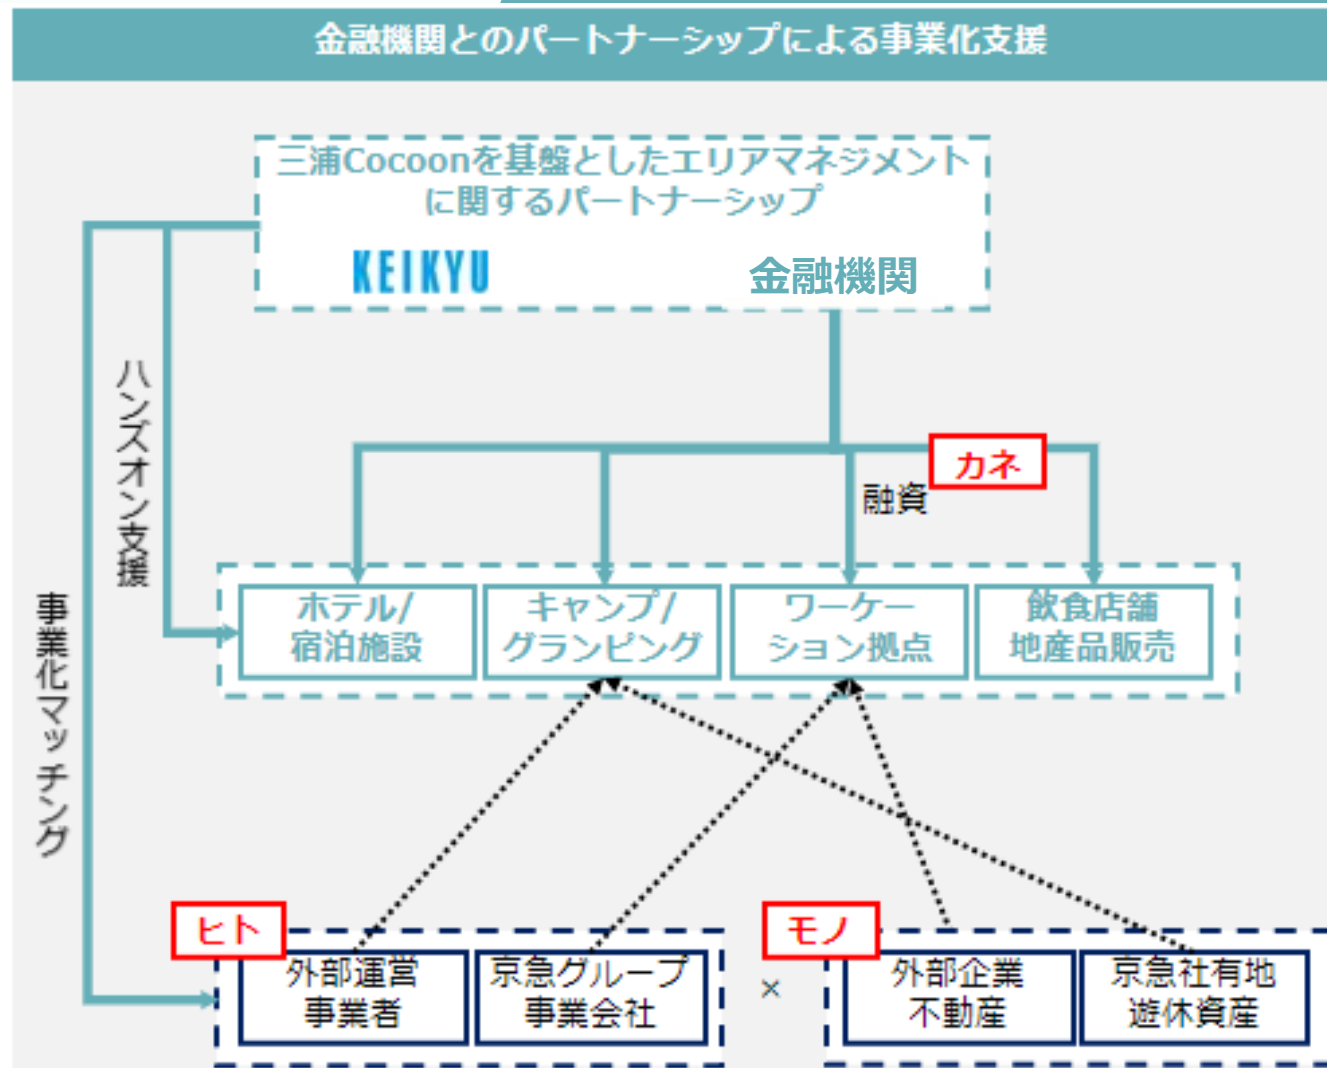 金融機関とのパートナーシップによる事業化支援
三浦Cocoonを基盤としたエリアマネジメント
に関するパートナーシップ
KEIKYU
金融機関
ハンズオン支援
事業化マッチング
カネ
融資
ホテル/
宿泊施設
キャンプ/
グランピング
ワーケー
ション拠点
飲食店舗
地産品販売
ヒト
外部運営
事業者
京急グループ
事業会社
×
モノ
外部企業
不動産
京急社有地
遊休資産